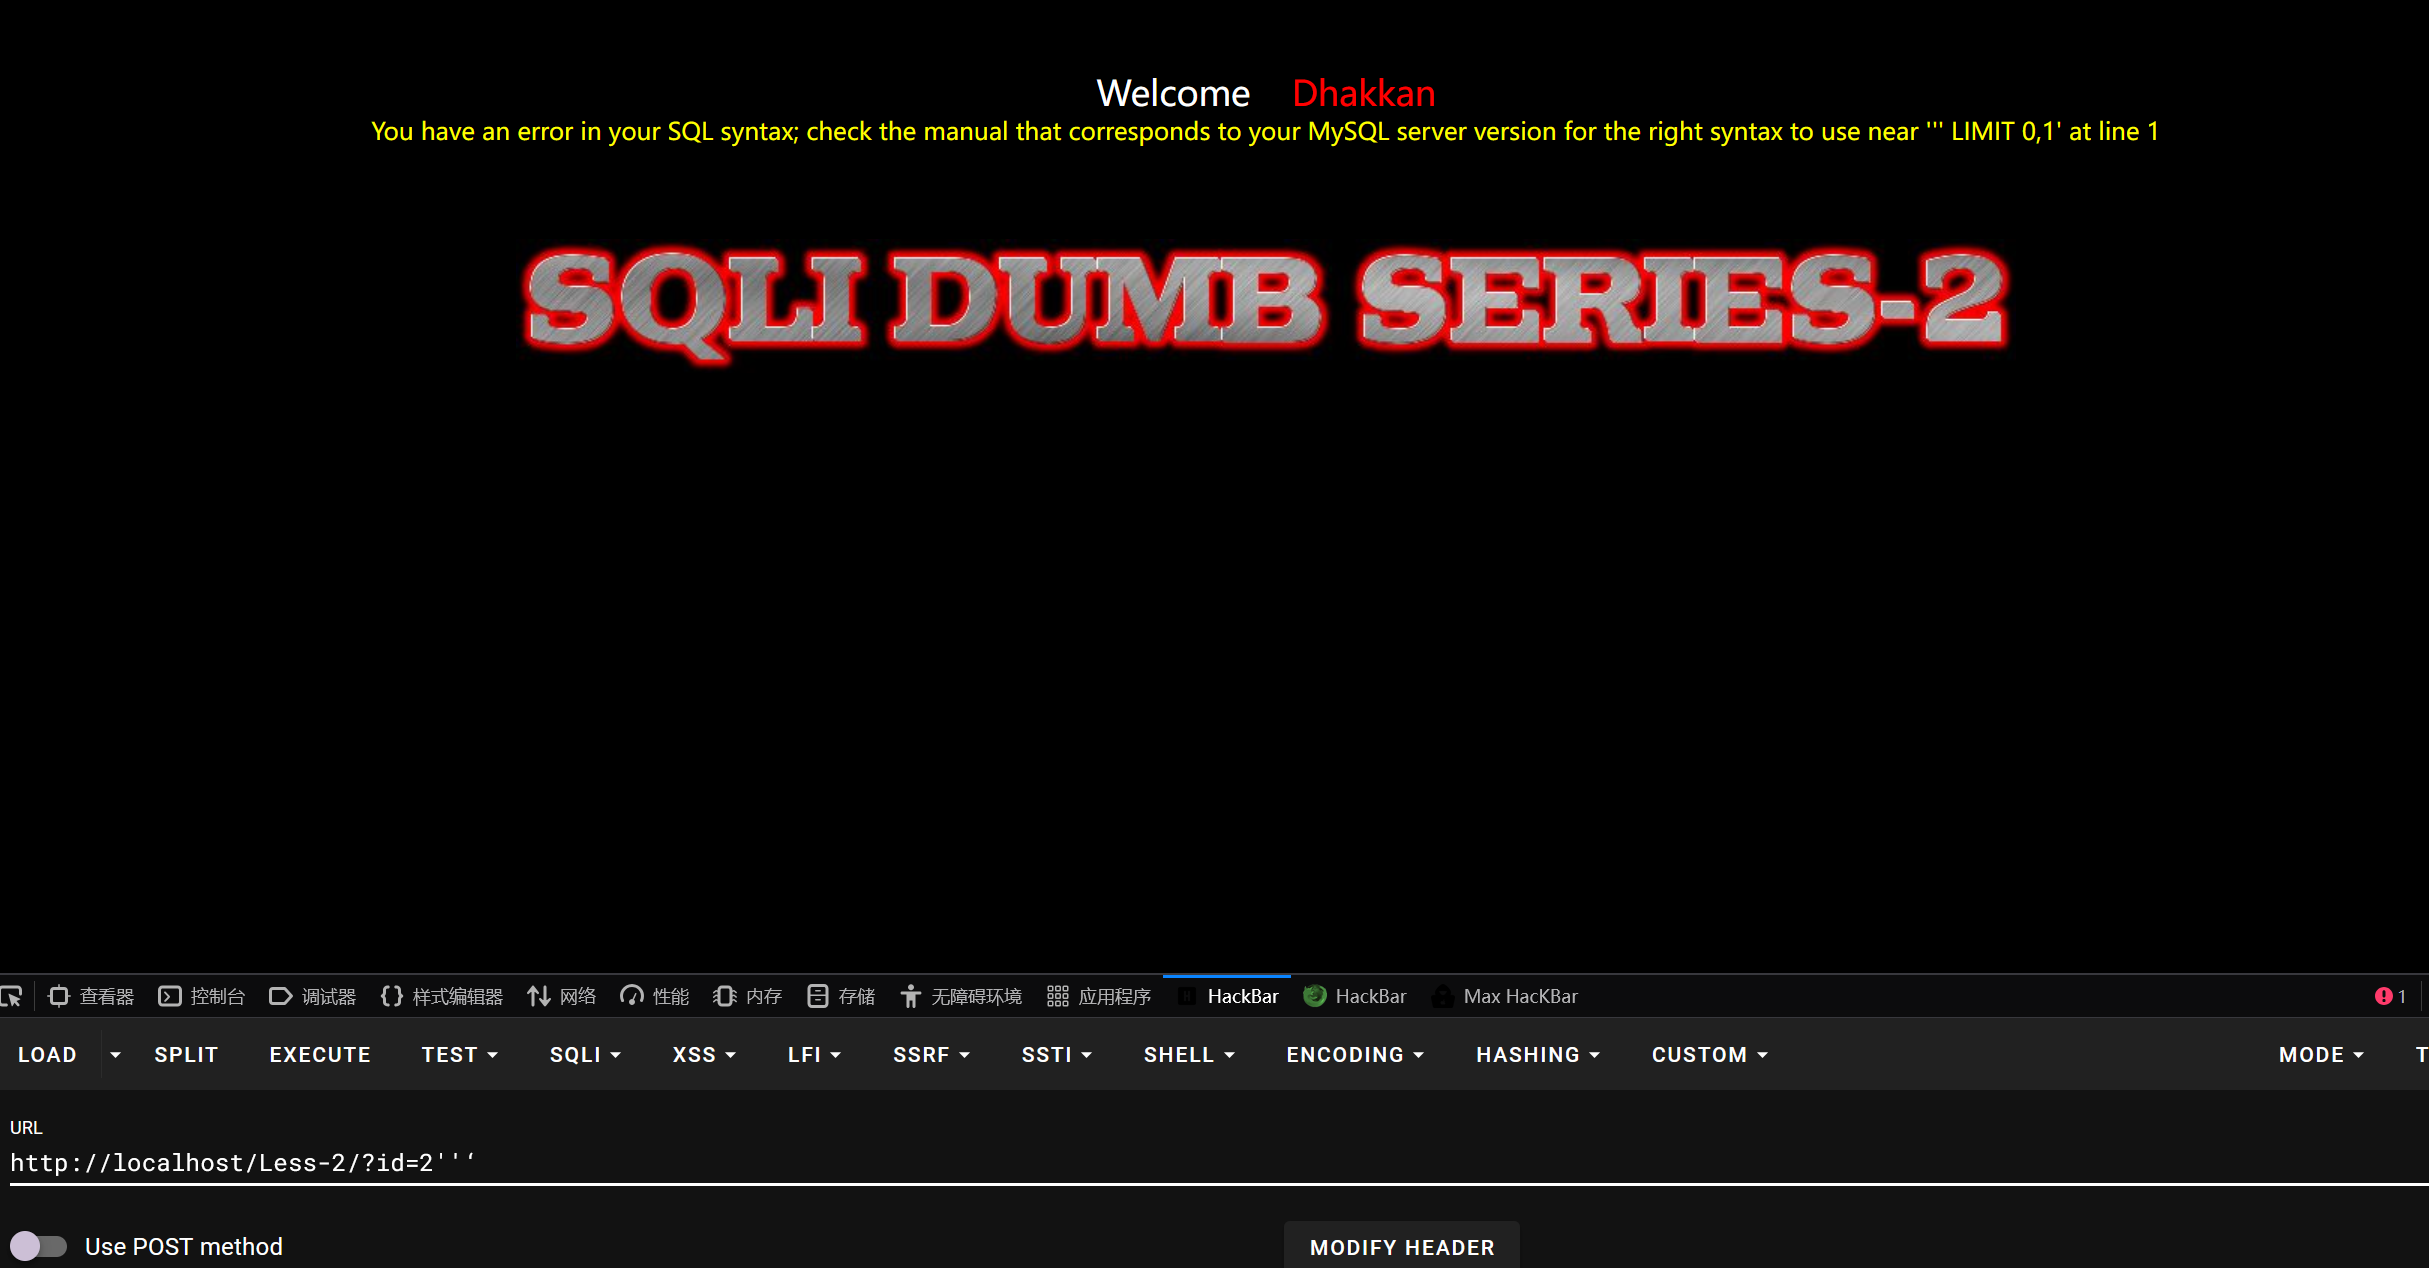 Welcome Dhakkan
You have an error in your SQL syntax; check the manual that corresponds to your MySQL server version for the right syntax to use near ''' LIMIT 0,1' at line 1
SQLI DUMB SERIES-2
查看器 控制台 调试器 样式编辑器 网络 性能 内存 存储 无障碍环境 应用程序 HackBar HackBar Max HacKBar 1
LOAD SPLIT EXECUTE TEST SQLI XSS LFI SSRF SSTI SHELL ENCODING HASHING CUSTOM MODE T
URL
http://localhost/Less-2/?id=2''‘
Use POST method MODIFY HEADER